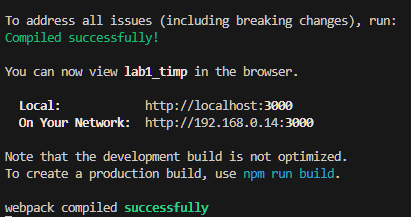 To address all issues (including breaking changes), run:
Compiled successfully!
You can now view lab1_timp in the browser.
Local: http://localhost:3000
On Your Network: http://192.168.0.14:3000
Note that the development build is not optimized.
To create a production build, use npm run build.
webpack compiled successfully